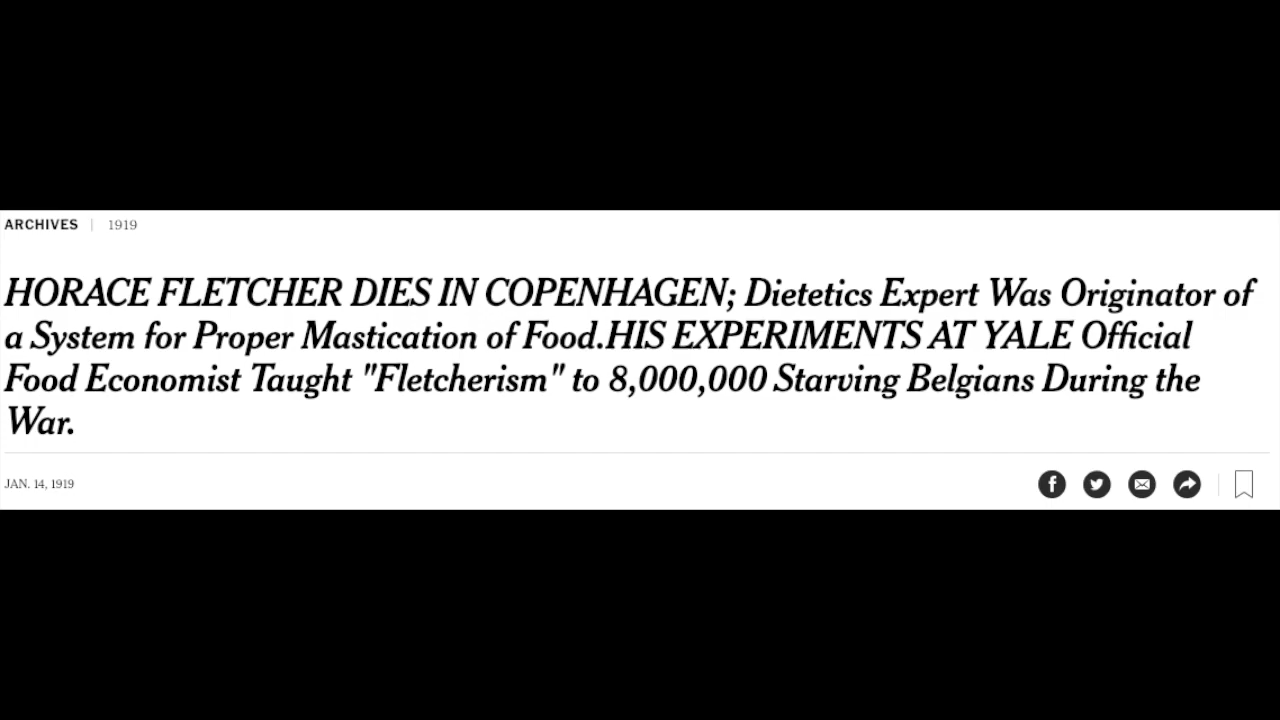 ARCHIVES | 1919
HORACE FLETCHER DIES IN COPENHAGEN; Dietetics Expert Was Originator of
a System for Proper Mastication of Food.HIS EXPERIMENTS AT YALE Official
Food Economist Taught "Fletcherism" to 8,000,000 Starving Belgians During the
War.
JAN. 14, 1919